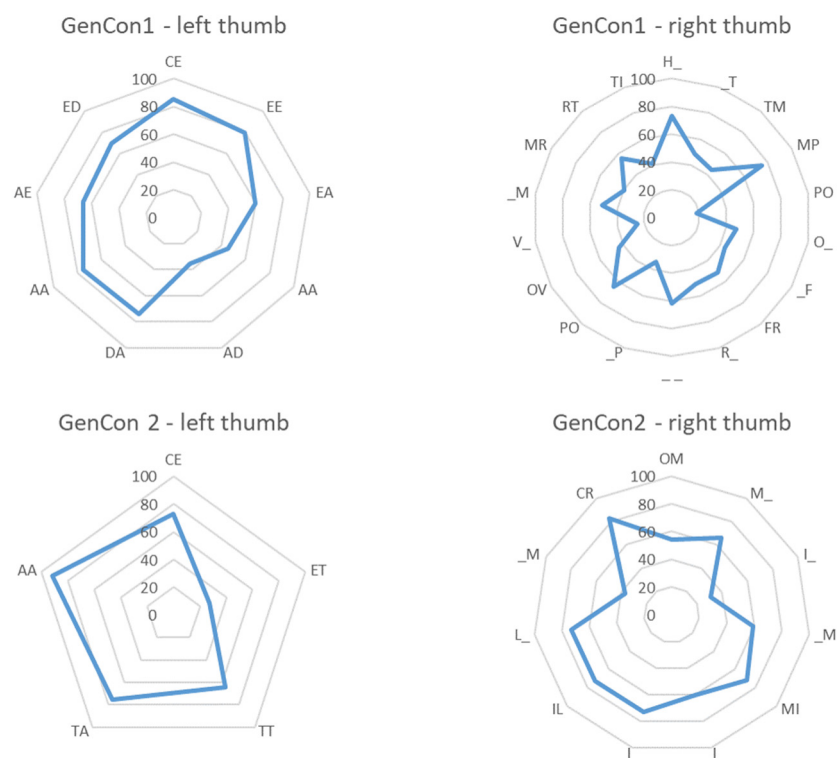 GenCon1 - left thumb
CE
EE
EA
AA
AD
DA
AA
AE
ED
100
80
60
40
20
0
GenCon1 - right thumb
H_
_T
TM
MP
PO
O_
_F
FR
R_
_ _
_P
PO
OV
V_
_M
MR
RT
TI
100
80
60
40
20
0
GenCon 2 - left thumb
CE
ET
TT
TA
AA
100
80
60
40
20
0
GenCon2 - right thumb
OM
M_
I_
_M
MI
IL
L_
_M
CR
100
80
60
40
20
0